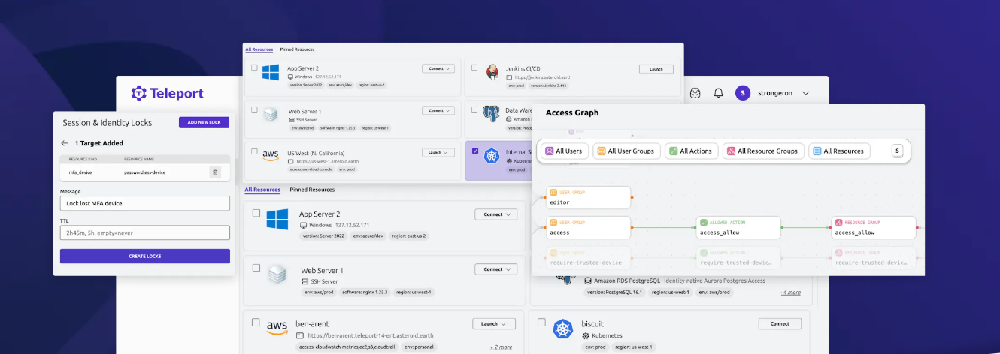 All Resources Pinned Resources
App Server 2
Windows 127.12.52.171
version: Server 2022 env: azure/dev region: east-us-2
Connect
Jenkins CI/CD
https://jenkins.asteroid.earth
env: prod version: Jenkins 2.443
Launch
Web Server 1
SSH Server
env: aws/prod software: nginx 1.25.3 region: us-west-1
Connect
Data Ware
Amazon
version: Pos
aws
US West (N. California)
https://us-west-1.asteroid.earth
access: aws-cloud-console env: prod
Launch
Internal Se
Kuberne
env: prod
Teleport
S strongeron
Session & Identity Locks
ADD NEW LOCK
1 Target Added
RESOURCE KIND RESOURCE NAME
mfa_device passwordless-device
Message
Lock lost MFA device
TTL
2h45m, 5h, empty=never
CREATE LOCKS
Access Graph
All Users All User Groups All Actions All Resource Groups All Resources S
USER GROUP
editor
USER GROUP
access
ALLOWED ACTION
access_allow
RESOURCE GROUP
access_allow
USER GROUP
require-trusted-device
ALLOWED ACTION
require-trusted-devic...
RESOURCE GROUP
require-trusted-devic...
All Resources Pinned Resources
App Server 2
Windows 127.12.52.171
version: Server 2022 env: azure/dev region: east-us-2
Connect
Web Server 1
SSH Server
env: aws/prod software: nginx 1.25.3 region: us-west-1
Connect
Amazon RDS PostgreSQL Identity-native Aurora Postgres Access
version: PostgreSQL 16.1 region: us-west-1 env: aws/prod
4 more
aws
ben-arent
https://ben-arent.teleport-14-ent.asteroid.earth
access: cloudwatch-metrics,ec2,s3,cloudtrail env: personal
+ 2 more
Launch
biscuit
Kubernetes
env: prod region: us-west-1
Connect